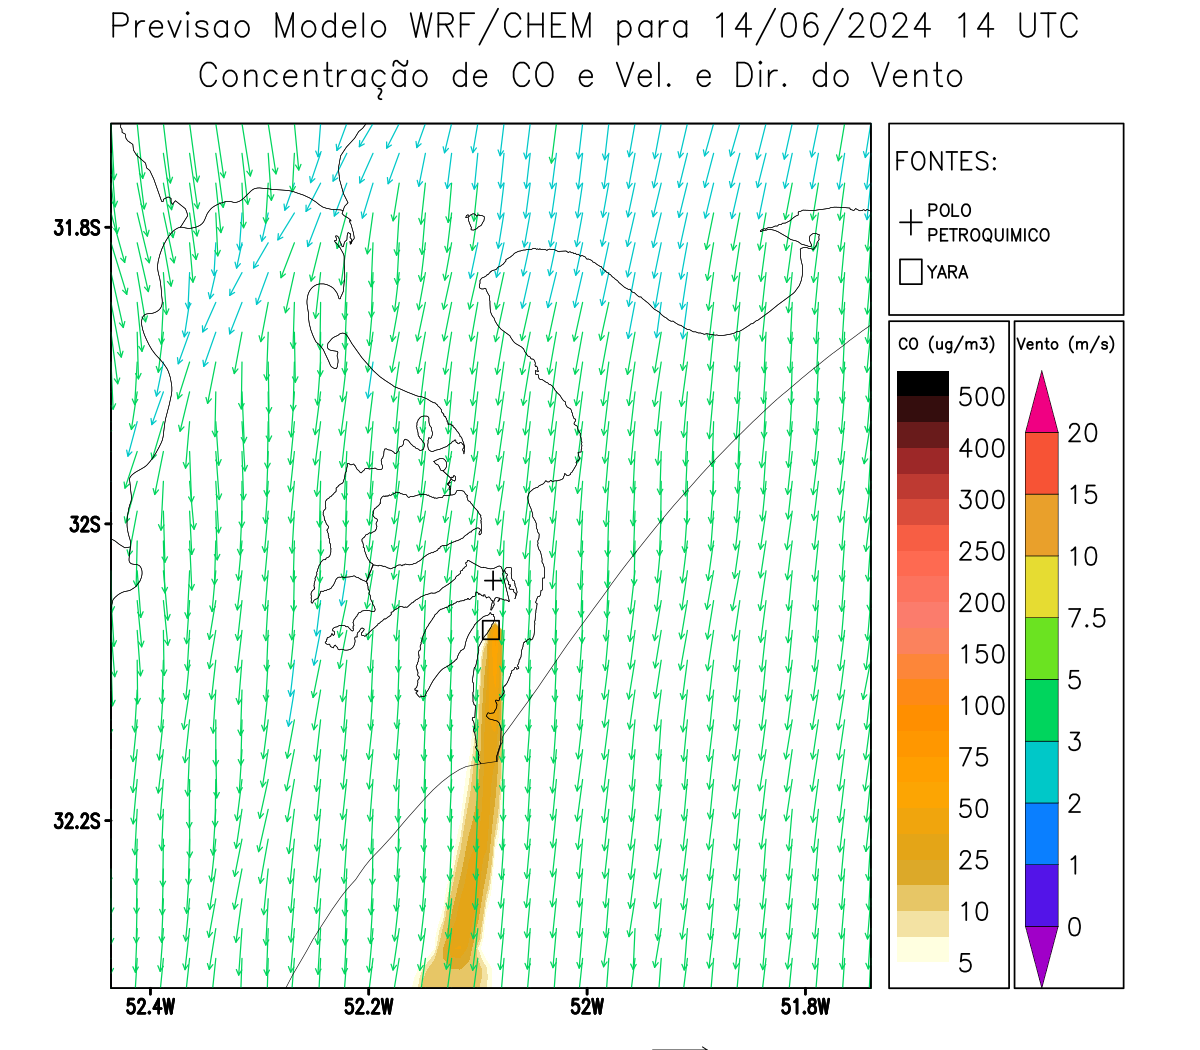 Previsao Modelo WRF/CHEM para 14/06/2024 14 UTC
Concentração de CO e Vel. e Dir. do Vento
FONTES:
POLO
PETROQUIMICO
YARA
31.8S
32S
32.2S
52.4W
52.2W
52W
51.8W
CO (ug/m3)
500
400
300
250
200
150
100
75
50
25
10
5
Vento (m/s)
20
15
10
7.5
5
3
2
1
0